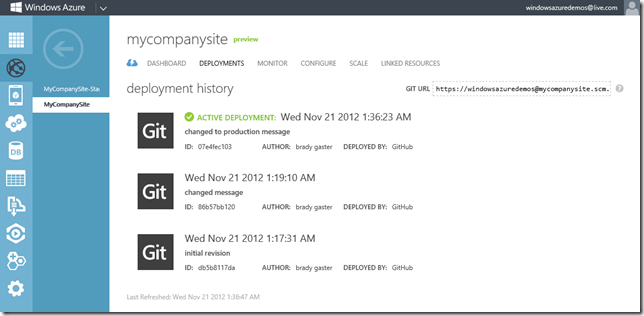 Windows Azure
windowsazuredemos@live.com
MyCompanySite-Sta
MyCompanySite
DB
mycompanysite preview
DASHBOARD DEPLOYMENTS MONITOR CONFIGURE SCALE LINKED RESOURCES
deployment history
GIT URL https://windowsazuredemos@mycompanysite.scm. ?
Git
ACTIVE DEPLOYMENT: Wed Nov 21 2012 1:36:23 AM
changed to production message
ID: 07e4fec103 AUTHOR: brady gaster DEPLOYED BY: GitHub
Git
Wed Nov 21 2012 1:19:10 AM
changed message
ID: 86b57bb120 AUTHOR: brady gaster DEPLOYED BY: GitHub
Git
Wed Nov 21 2012 1:17:31 AM
initial revision
ID: db5b8117da AUTHOR: brady gaster DEPLOYED BY: GitHub
Last Refreshed: Wed Nov 21 2012 1:36:47 AM